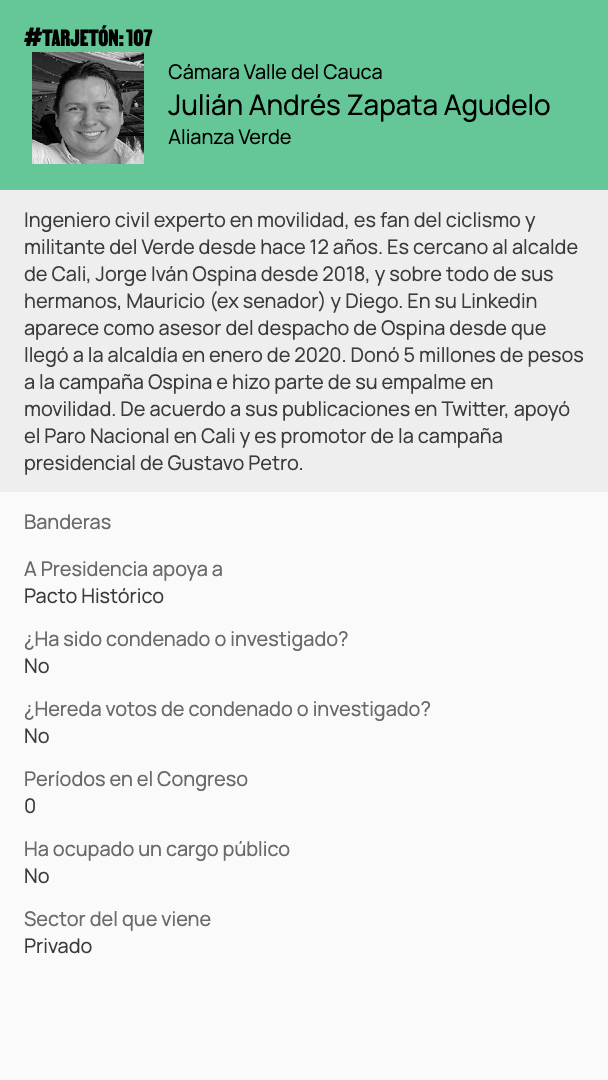 #TARJETÓN: 107
Cámara Valle del Cauca
Julián Andrés Zapata Agudelo
Alianza Verde
Ingeniero civil experto en movilidad, es fan del ciclismo y
militante del Verde desde hace 12 años. Es cercano al alcalde
de Cali, Jorge Iván Ospina desde 2018, y sobre todo de sus
hermanos, Mauricio (ex senador) y Diego. En su Linkedin
aparece como asesor del despacho de Ospina desde que
llegó a la alcaldía en enero de 2020. Donó 5 millones de pesos
a la campaña Ospina e hizo parte de su empalme en
movilidad. De acuerdo a sus publicaciones en Twitter, apoyó
el Paro Nacional en Cali y es promotor de la campaña
presidencial de Gustavo Petro.
Banderas
A Presidencia apoya a
Pacto Histórico
¿Ha sido condenado o investigado?
No
¿Hereda votos de condenado o investigado?
No
Períodos en el Congreso
0
Ha ocupado un cargo público
No
Sector del que viene
Privado